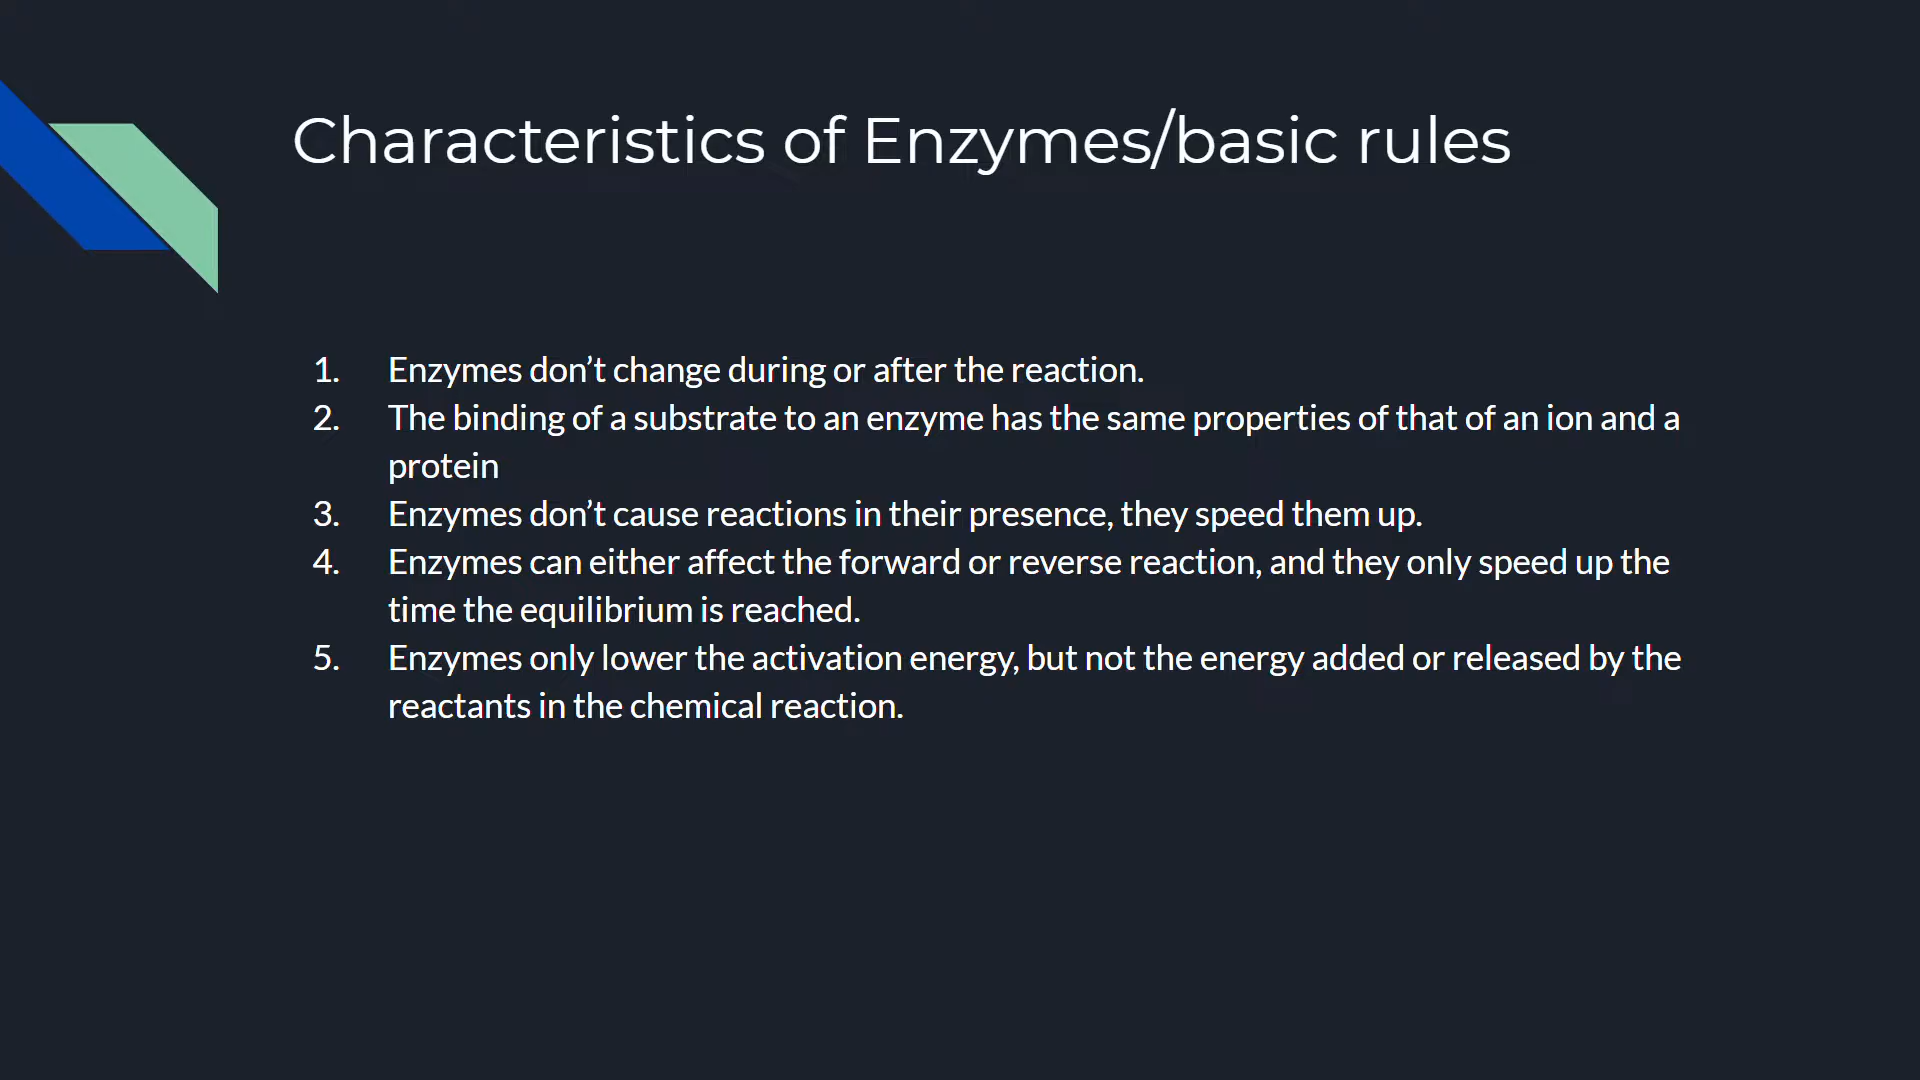 Characteristics of Enzymes/basic rules
1. Enzymes don’t change during or after the reaction.
2. The binding of a substrate to an enzyme has the same properties of that of an ion and a
protein
3. Enzymes don’t cause reactions in their presence, they speed them up.
4. Enzymes can either affect the forward or reverse reaction, and they only speed up the
time the equilibrium is reached.
5. Enzymes only lower the activation energy, but not the energy added or released by the
reactants in the chemical reaction.